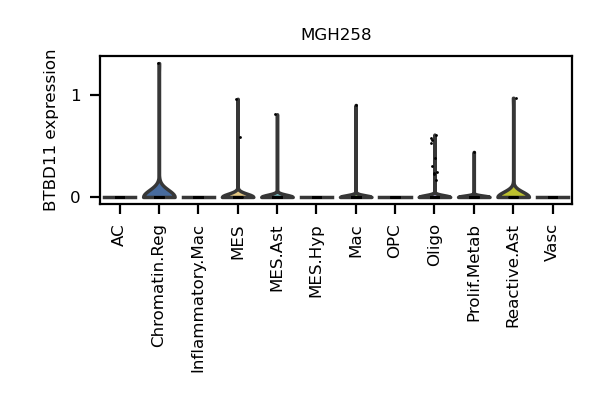 MGH258
BTBD11 expression
1
0
AC
Chromatin.Reg
Inflammatory.Mac
MES
MES.Ast
MES.Hyp
Mac
OPC
Oligo
Prolif.Metab
Reactive.Ast
Vasc